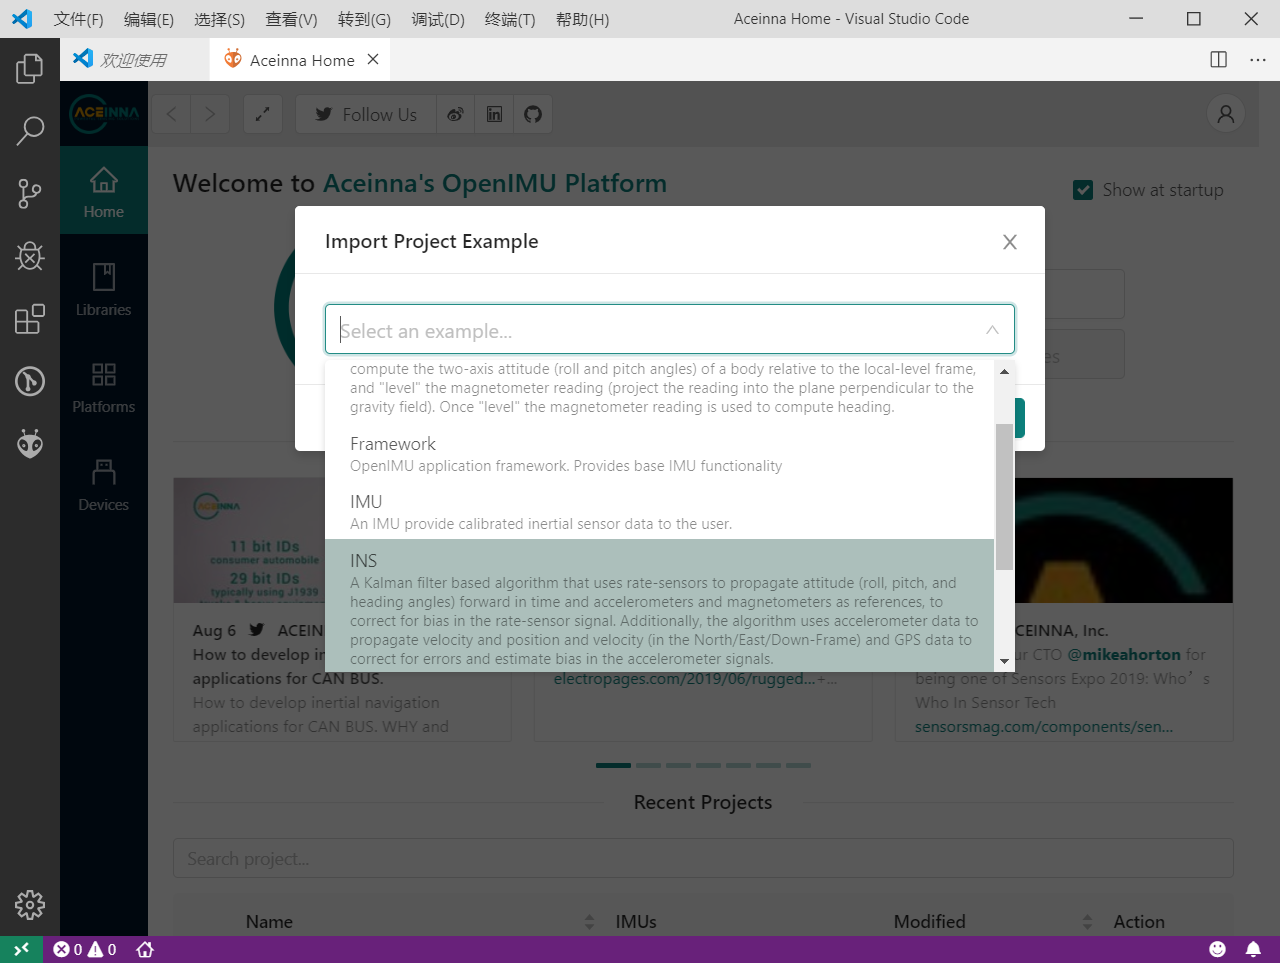 文件(F) 编辑(E) 选择(S) 查看(V) 转到(G) 调试(D) 终端(T) 帮助(H) Aceinna Home - Visual Studio Code
欢迎使用 Aceinna Home
ACEINNA Follow Us
Welcome to Aceinna's OpenIMU Platform
Show at startup
Home
Import Project Example
Libraries
Select an example...
es
compute the two-axis attitude (roll and pitch angles) of a body relative to the local-level frame,
and "level" the magnetometer reading (project the reading into the plane perpendicular to the
gravity field). Once "level" the magnetometer reading is used to compute heading.
Platforms
Framework
OpenIMU application framework. Provides base IMU functionality
IMU
An IMU provide calibrated inertial sensor data to the user.
Devices
ACEINNA
11 bit IDs
consumer automobile
29 bit IDs
typically using J1939
INS
A Kalman filter based algorithm that uses rate-sensors to propagate attitude (roll, pitch, and
heading angles) forward in time and accelerometers and magnetometers as references, to
correct for bias in the rate-sensor signal. Additionally, the algorithm uses accelerometer data to
propagate velocity and position and velocity (in the North/East/Down-Frame) and GPS data to
correct for errors and estimate bias in the accelerometer signals.
Aug 6 ACEIN
How to develop in
applications for CAN BUS.
How to develop inertial navigation
applications for CAN BUS. WHY and
electropages.com/2019/06/rugged...+...
CEINNA, Inc.
ur CTO @mikeahorton for
being one of Sensors Expo 2019: Who’s
Who In Sensor Tech
sensorsmag.com/components/sen...
Recent Projects
Search project...
Name IMUs Modified Action
0 0